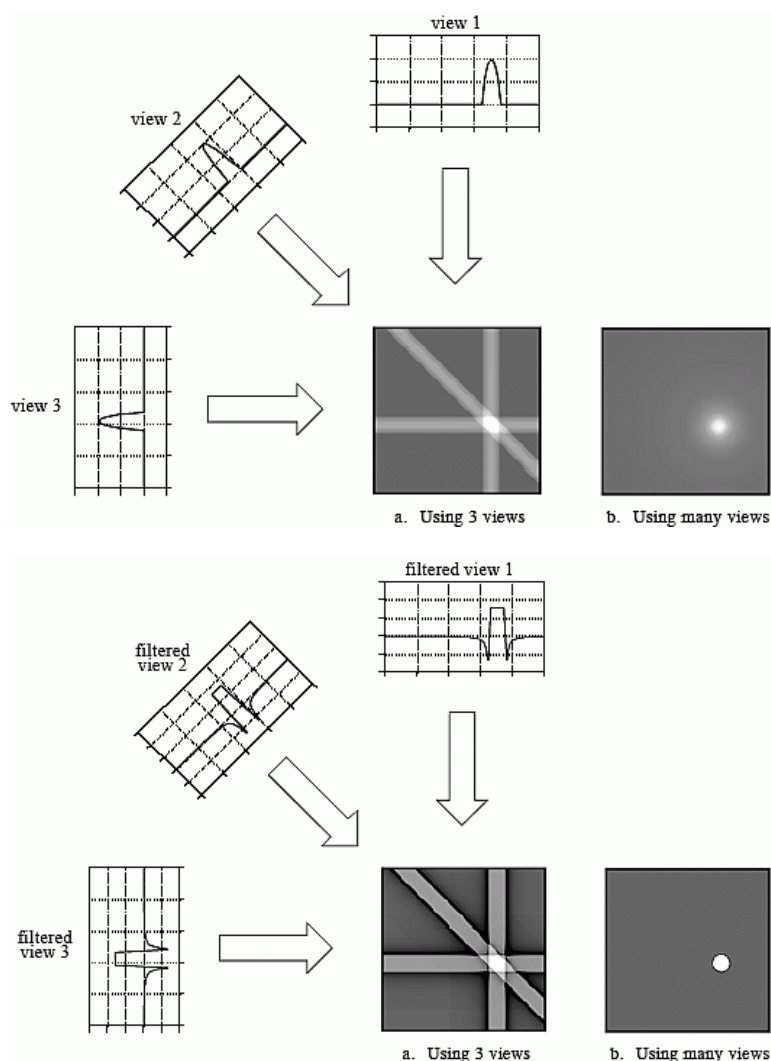 view 1
view 2
view 3
a. Using 3 views
b. Using many views
filtered view 1
filtered
view 2
filtered
view 3
a. Using 3 views
b. Using many views